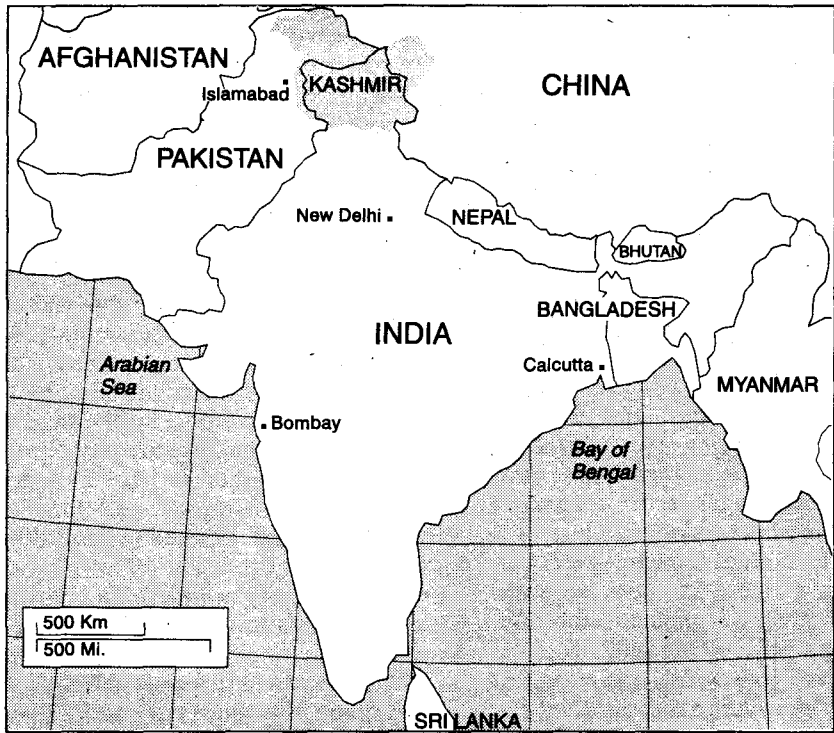 AFGHANISTAN
Islamabad
KASHMIR
CHINA
PAKISTAN
New Delhi
NEPAL
BHUTAN
BANGLADESH
INDIA
Arabian
Sea
Calcutta
MYANMAR
Bombay
Bay of
Bengal
500 Km
500 Mi.
SRI LANKA